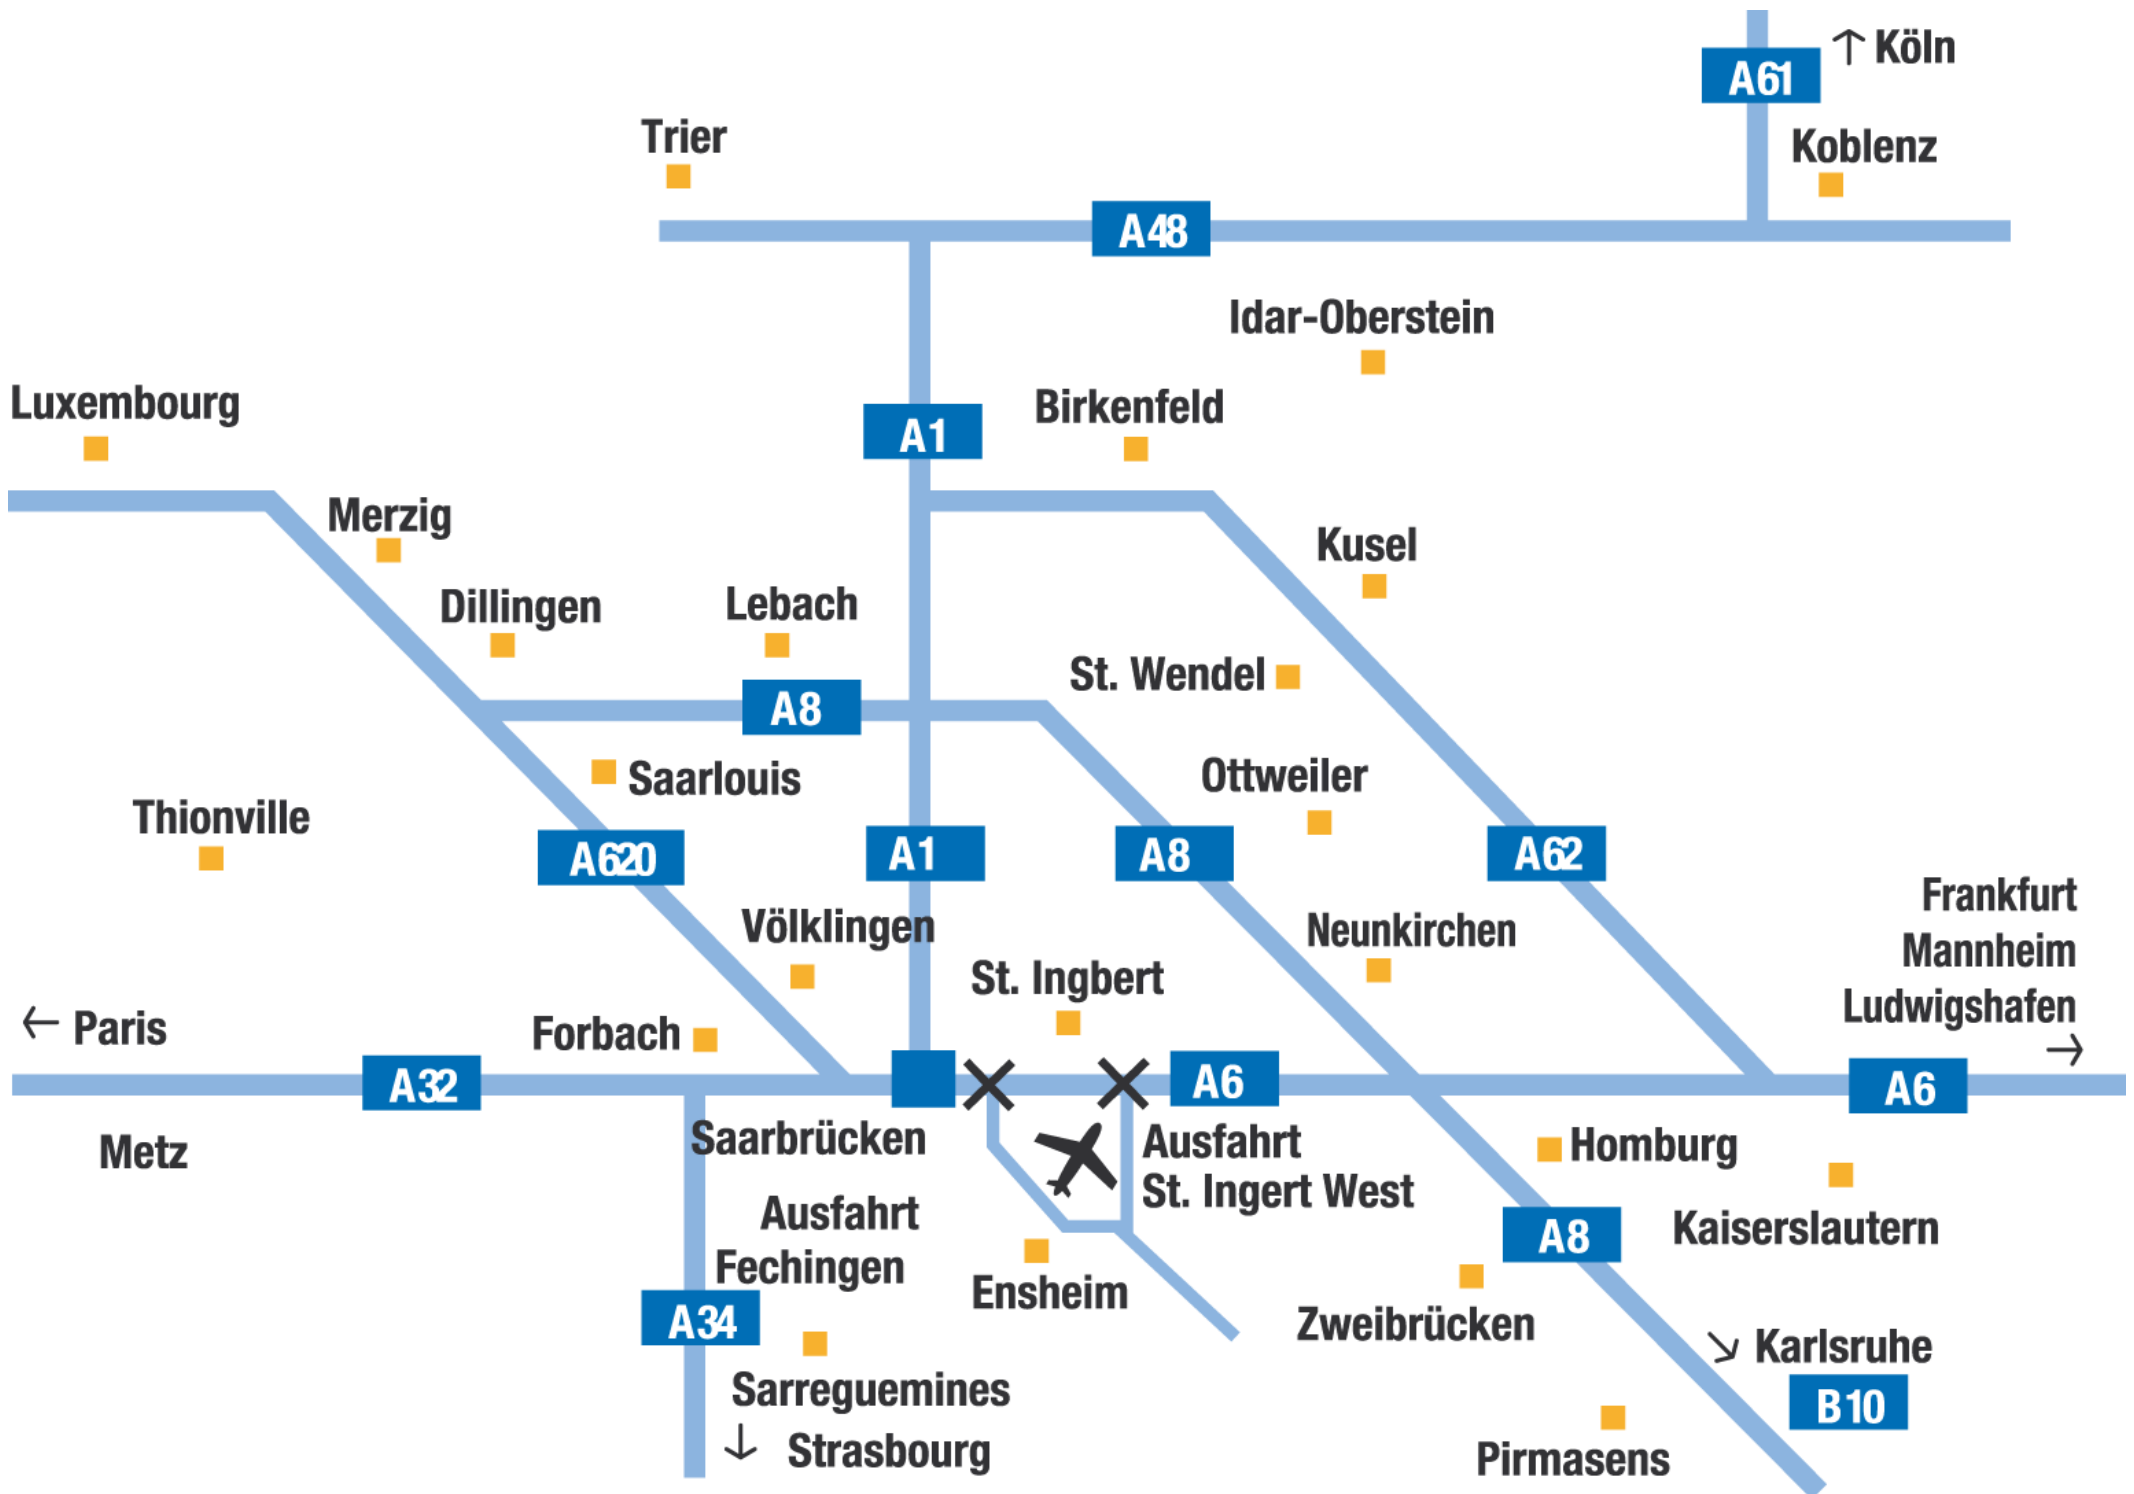 Köln
A61
Trier
Koblenz
A48
Idar-Oberstein
Luxembourg
A1
Birkenfeld
Merzig
Kusel
Dillingen
Lebach
St. Wendel
A8
Saarlouis
Ottweiler
Thionville
A620
A1
A8
A62
Frankfurt
Mannheim
Ludwigshafen
Völklingen
Neunkirchen
St. Ingbert
Paris
Forbach
A32
A6
A6
Metz
Saarbrücken
Ausfahrt
St. Ingert West
Homburg
Ausfahrt
Fechingen
A8
Kaiserslautern
Ensheim
A34
Zweibrücken
Karlsruhe
B10
Sarreguemines
Strasbourg
Pirmasens